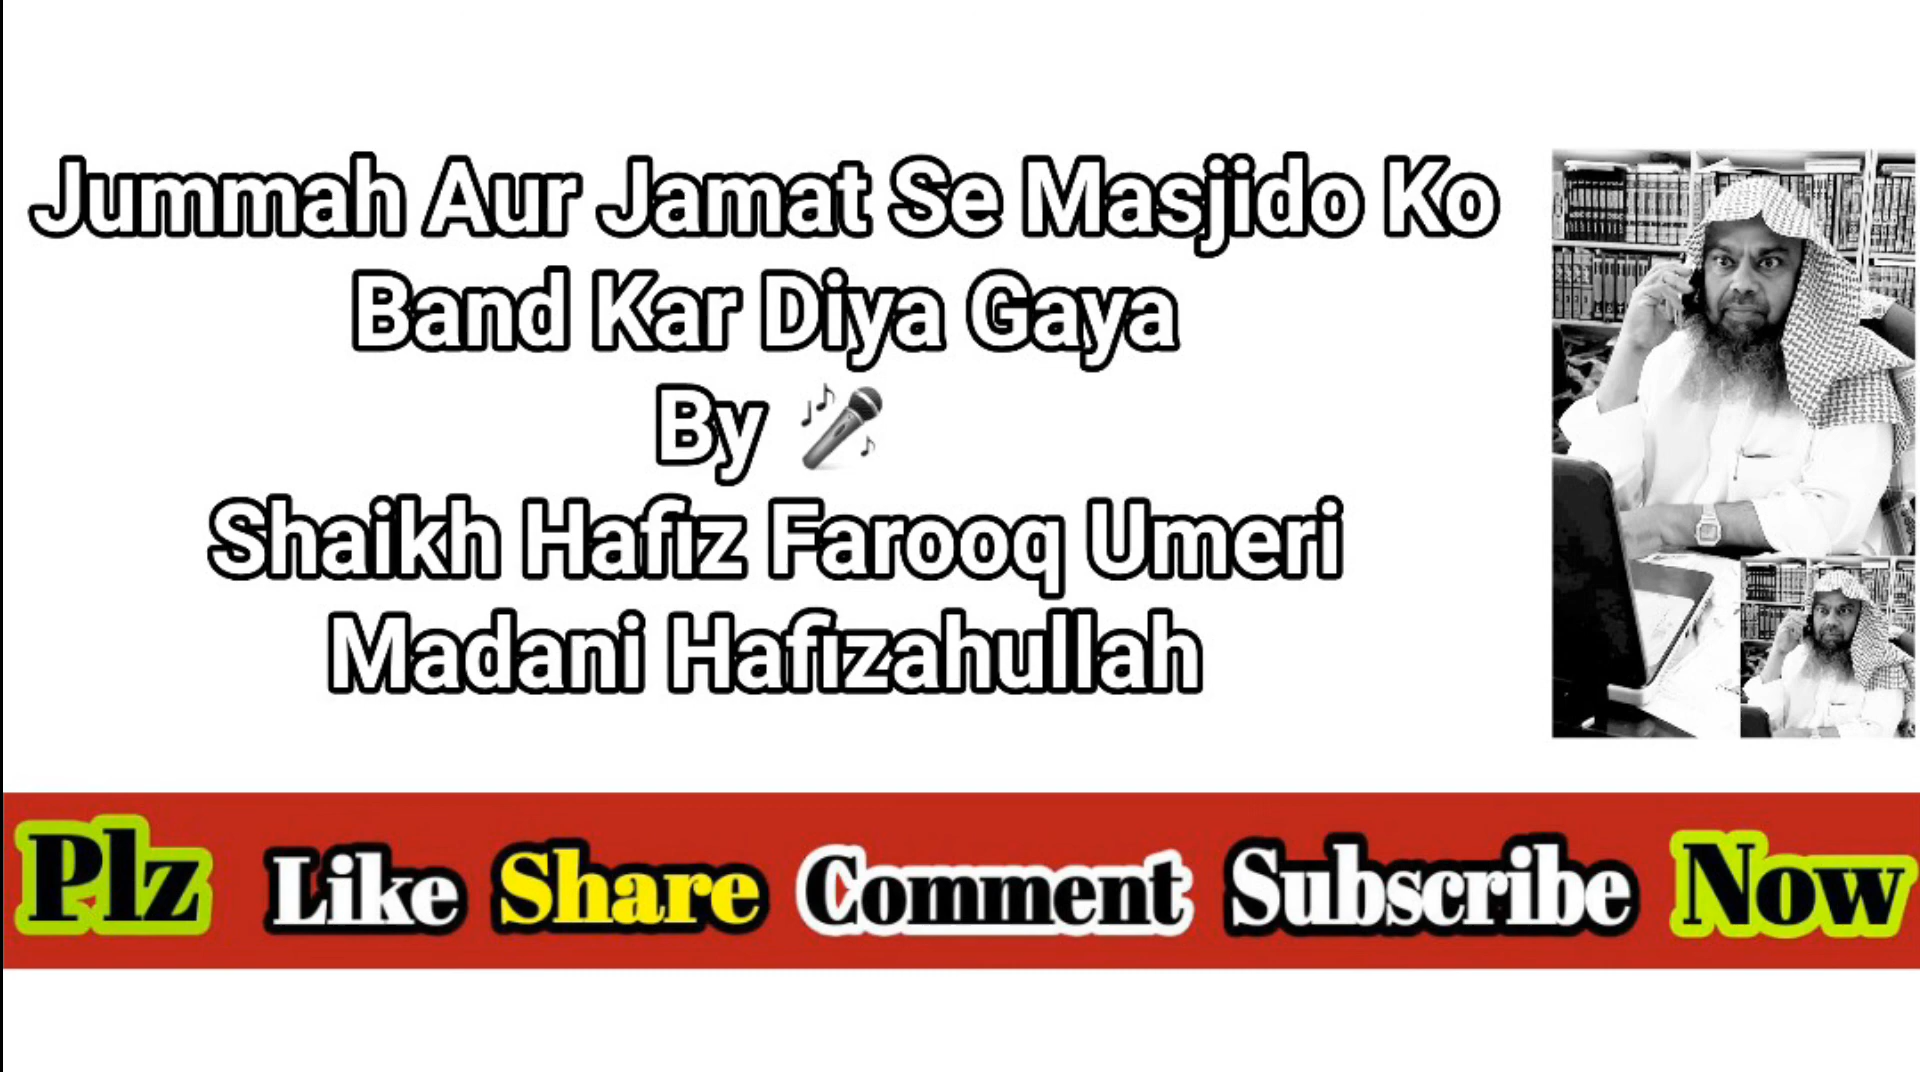 Jummah Aur Jamat Se Masjido Ko
Band Kar Diya Gaya
By 🎤
Shaikh Hafiz Farooq Umeri
Madani Hafizahullah
Plz Like Share Comment Subscribe Now